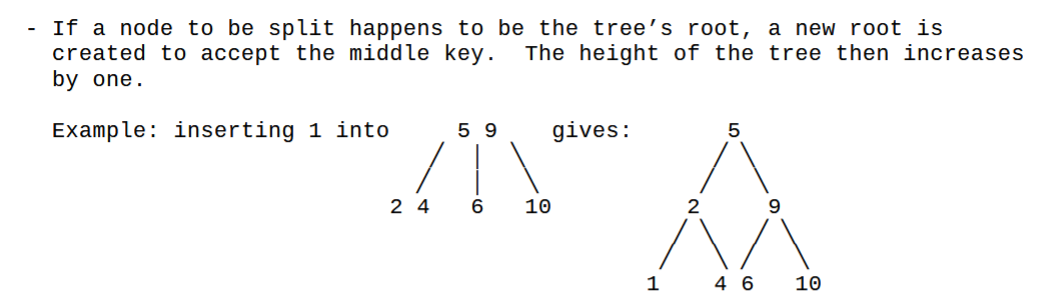 - If a node to be split happens to be the tree’s root, a new root is
created to accept the middle key.  The height of the tree then increases
by one.
Example: inserting 1 into 5 9 gives: 5
2 4 6 10 2 9
1 4 6 10